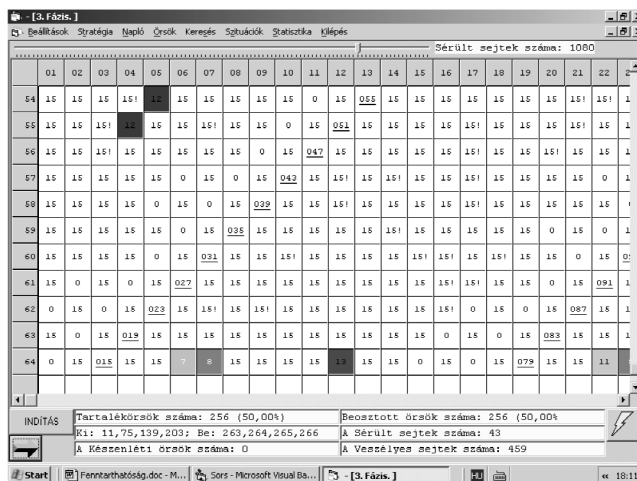 - [3. Fázis. ]
Beállítások Stratégia Napló Őrsök Keresés Szituációk Statisztika Kilépés
Sérült sejtek száma: 1080
01 02 03 04 05 06 07 08 09 10 11 12 13 14 15 16 17 18 19 20 21 22
54 15 15 15 15! 12 15 15 15 15 15 0 15 055 15 15 15 15 15 15 15 15! 15!
55 15 15 15! 12 15 15 15! 15 15 0 15 051 15 15 15 15 15! 15 15 15 15! 15
56 15 15 15! 15 15 15 15 15 0 15 047 15 15 15 15 15 15! 15 15 15! 15 15
57 15 15 15 15 15 0 15 0 15 043 15 15! 15 15! 15 15 15! 15 15 15 15 0
58 15 15 15 15 0 15 0 15 039 15 15 15! 15 15 15 15 15! 15 15 15 15 15
59 15 15 15 15 15 0 15 035 15 15 15 15 15 15! 15 15 15 15 15 0 15 0
60 15 15 15 15 0 15 031 15 15 15! 15 15 15 15 15! 15! 15! 15 15 15 0 15
61 15 0 15 0 15 027 15 15 15 15 15 15 15 15 15 15! 15! 15 15 0 15 091
62 0 15 0 15 023 15 15! 15 15! 15 15 15 15 15 15 15 15! 15 0 15 087 15
63 15 0 15 019 15 15 15 15 15 15 15 15 15 15 15 15 0 15 0 083 15 15
64 0 15 015 15 15 7 8 15 15 15 15 13 15 15 0 15 0 15 079 15 15 11
INDÍTÁS
Tartalékőrsök száma: 256 (50,00%)
Beosztott őrsök száma: 256 (50,00%
Ki: 11,75,139,203; Be: 263,264,265,266
A Sérült sejtek száma: 43
A Készenléti őrsök száma: 0
A Veszélyes sejtek száma: 459
Start Fenntarthatóság.doc - M... Sors - Microsoft Visual Ba... - [3. Fázis. ] HU « 18:11